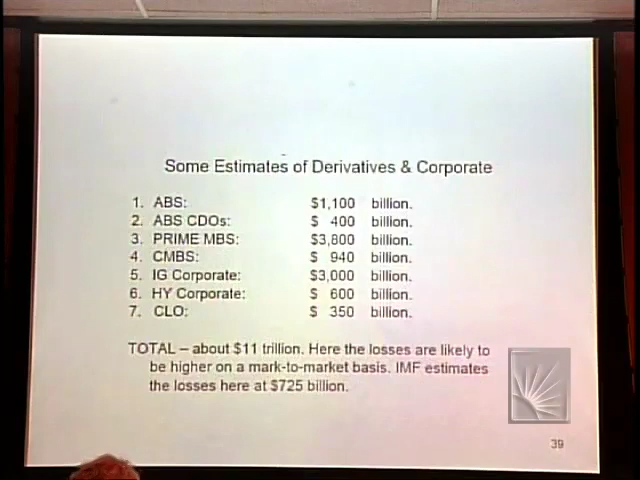 Some Estimates of Derivatives & Corporate
1. ABS: $1,100 billion.
2. ABS CDOs: $ 400 billion.
3. PRIME MBS: $3,800 billion.
4. CMBS: $ 940 billion.
5. IG Corporate: $3,000 billion.
6. HY Corporate: $ 600 billion.
7. CLO: $ 350 billion.
TOTAL – about $11 trillion. Here the losses are likely to
be higher on a mark-to-market basis. IMF estimates
the losses here at $725 billion.
39